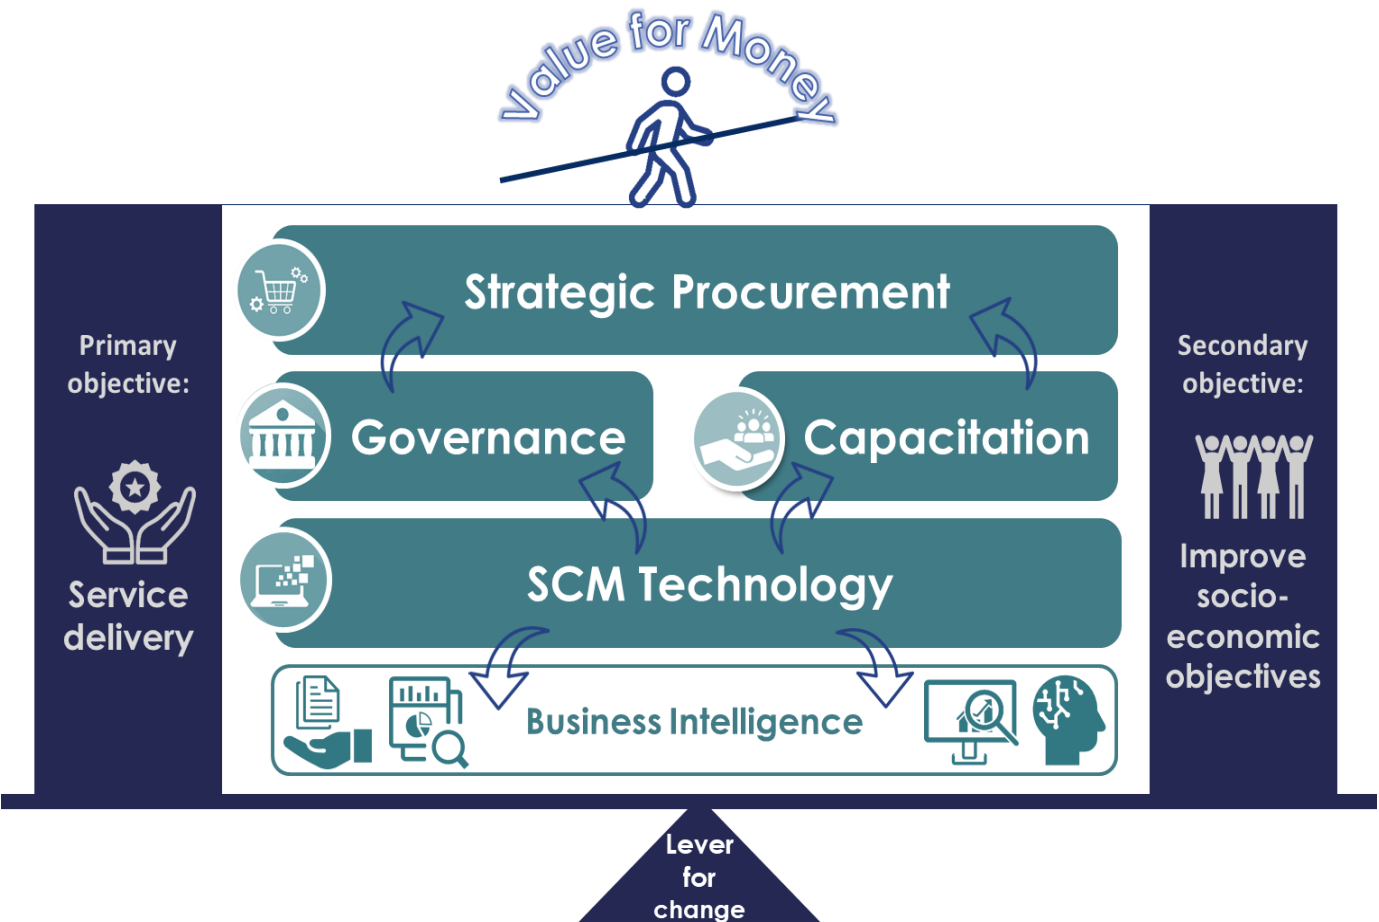 Value for Money
Strategic Procurement
Primary
objective:
Service
delivery
Governance
Capacitation
SCM Technology
Business Intelligence
Secondary
objective:
Improve
socio-
economic
objectives
Lever
for
change